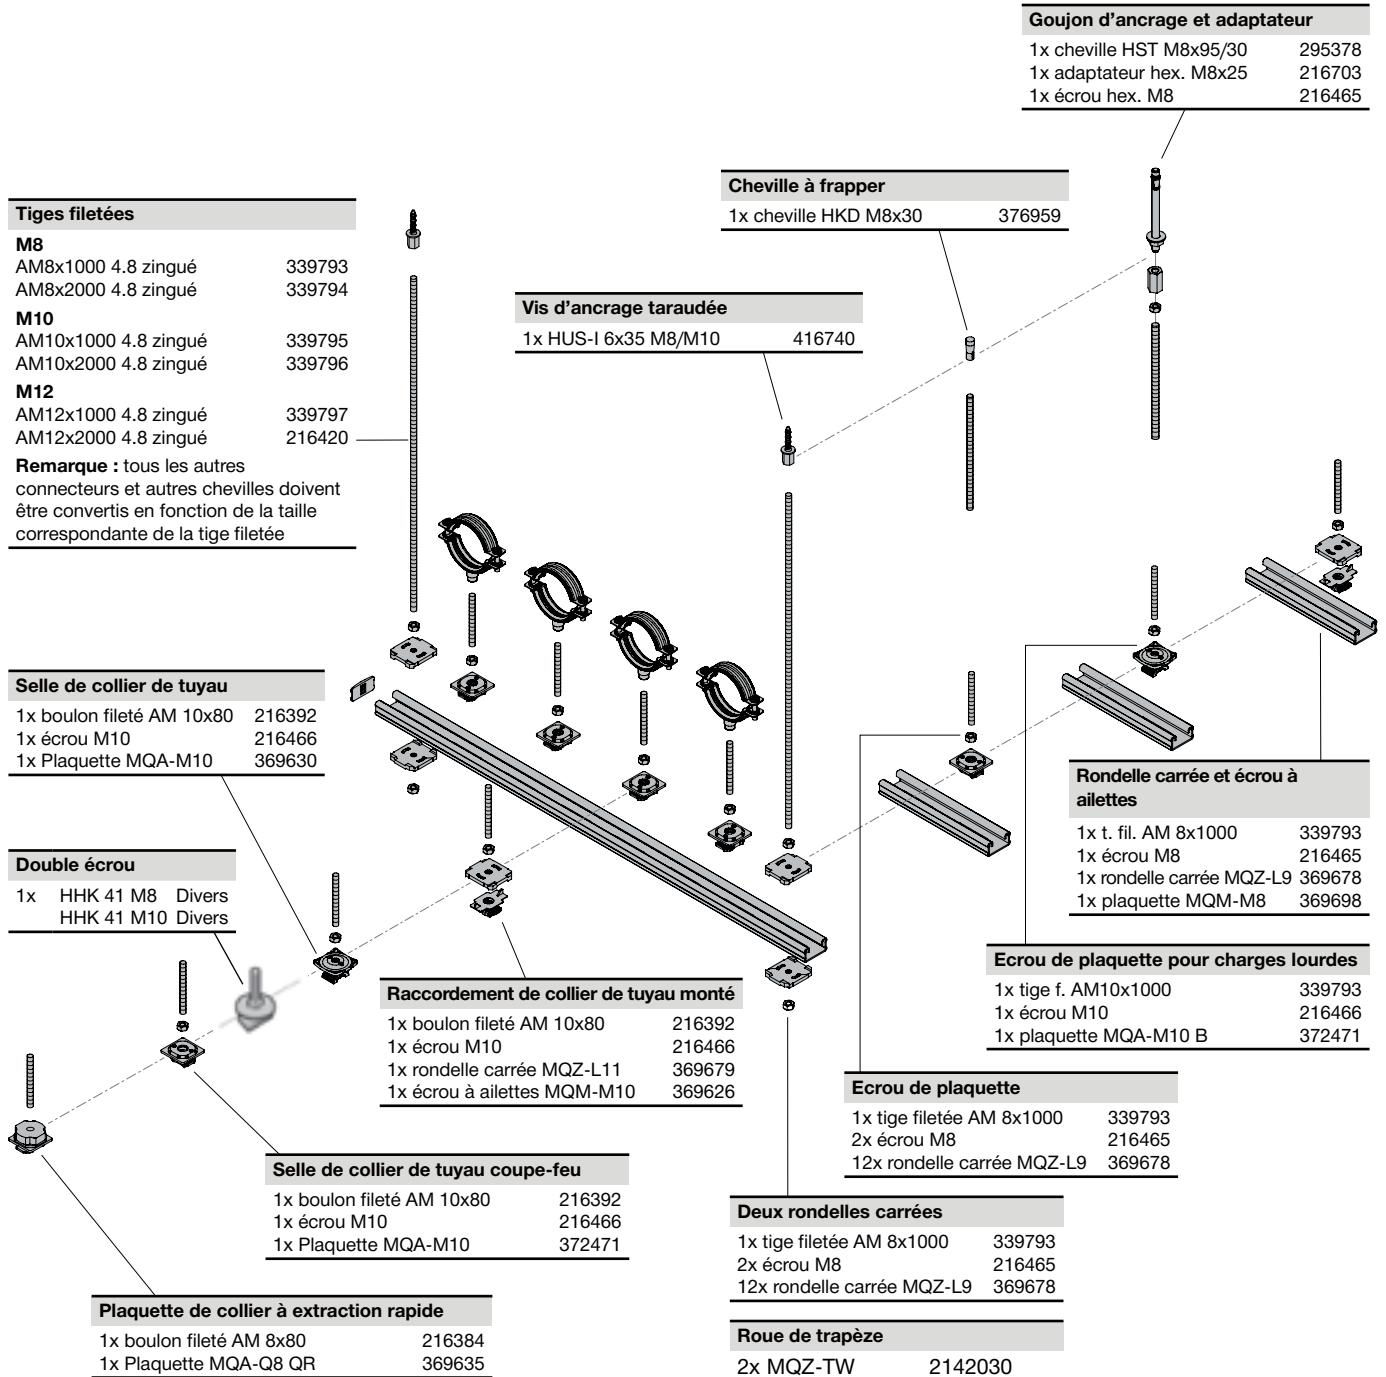 Goujon d'ancrage et adaptateur
1x cheville HST M8x95/30 295378
1x adaptateur hex. M8x25 216703
1x écrou hex. M8 216465
Cheville à frapper
1x cheville HKD M8x30 376959
Tiges filetées
M8
AM8x1000 4.8 zingué 339793
AM8x2000 4.8 zingué 339794
M10
AM10x1000 4.8 zingué 339795
AM10x2000 4.8 zingué 339796
M12
AM12x1000 4.8 zingué 339797
AM12x2000 4.8 zingué 216420
Remarque : tous les autres
connecteurs et autres chevilles doivent
être convertis en fonction de la taille
correspondante de la tige filetée
Vis d'ancrage taraudée
1x HUS-I 6x35 M8/M10 416740
Selle de collier de tuyau
1x boulon fileté AM 10x80 216392
1x écrou M10 216466
1x Plaquette MQA-M10 369630
Double écrou
1x HHK 41 M8 Divers
HHK 41 M10 Divers
Rondelle carrée et écrou à
ailettes
1x t. fil. AM 8x1000 339793
1x écrou M8 216465
1x rondelle carrée MQZ-L9 369678
1x plaquette MQM-M8 369698
Ecrou de plaquette pour charges lourdes
1x tige f. AM10x1000 339793
1x écrou M10 216466
1x plaquette MQA-M10 B 372471
Raccordement de collier de tuyau monté
1x boulon fileté AM 10x80 216392
1x écrou M10 216466
1x rondelle carrée MQZ-L11 369679
1x écrou à ailettes MQM-M10 369626
Ecrou de plaquette
1x tige filetée AM 8x1000 339793
2x écrou M8 216465
12x rondelle carrée MQZ-L9 369678
Selle de collier de tuyau coupe-feu
1x boulon fileté AM 10x80 216392
1x écrou M10 216466
1x Plaquette MQA-M10 372471
Deux rondelles carrées
1x tige filetée AM 8x1000 339793
2x écrou M8 216465
12x rondelle carrée MQZ-L9 369678
Plaquette de collier à extraction rapide
1x boulon fileté AM 8x80 216384
1x Plaquette MQA-Q8 QR 369635
Roue de trapèze
2x MQZ-TW 2142030